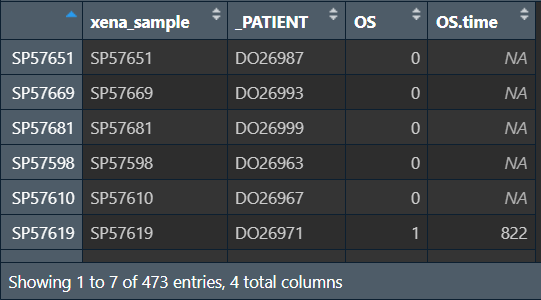 xena_sample _PATIENT OS OS.time
SP57651 SP57651 DO26987 0 NA
SP57669 SP57669 DO26993 0 NA
SP57681 SP57681 DO26999 0 NA
SP57598 SP57598 DO26963 0 NA
SP57610 SP57610 DO26967 0 NA
SP57619 SP57619 DO26971 1 822
Showing 1 to 7 of 473 entries, 4 total columns